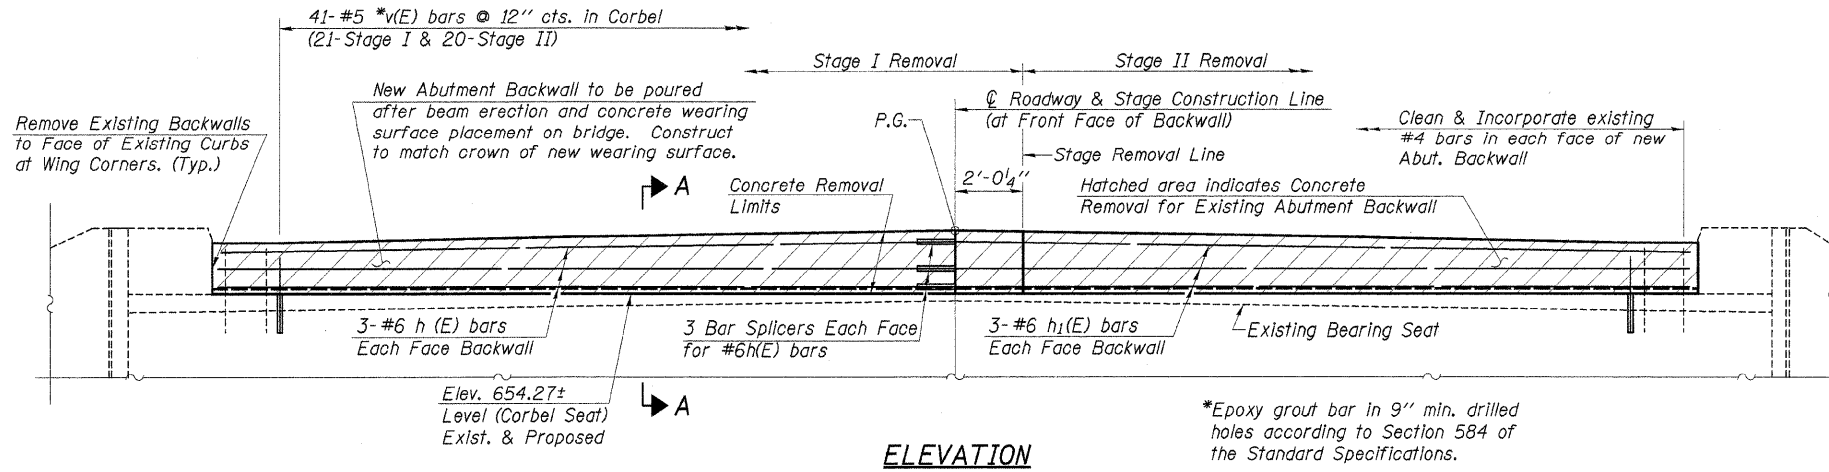 41- #5 *v(E) bars @ 12" cts. in Corbel
(21-Stage I & 20-Stage II)
Stage I Removal
Stage II Removal
New Abutment Backwall to be poured
after beam erection and concrete wearing
surface placement on bridge. Construct
to match crown of new wearing surface.
Remove Existing Backwalls
to Face of Existing Curbs
at Wing Corners. (Typ.)
P.G.
℄ Roadway & Stage Construction Line
(at Front Face of Backwall)
Stage Removal Line
Clean & Incorporate existing
#4 bars in each face of new
Abut. Backwall
2'-0¼"
A
Concrete Removal
Limits
Hatched area indicates Concrete
Removal for Existing Abutment Backwall
3- #6 h (E) bars
Each Face Backwall
3 Bar Splicers Each Face
for #6h(E) bars
3- #6 h₁(E) bars
Each Face Backwall
Existing Bearing Seat
Elev. 654.27±
Level (Corbel Seat)
Exist. & Proposed
A
*Epoxy grout bar in 9" min. drilled
holes according to Section 584 of
the Standard Specifications.
ELEVATION